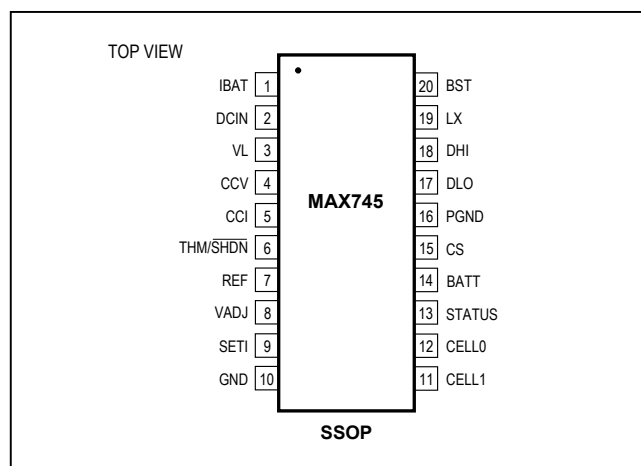 TOP VIEW
IBAT 1 20 BST
DCIN 2 19 LX
VL 3 18 DHI
CCV 4 17 DLO
MAX745
CCI 5 16 PGND
THM/S̅H̅D̅N̅ 6 15 CS
REF 7 14 BATT
VADJ 8 13 STATUS
SETI 9 12 CELL0
GND 10 11 CELL1
SSOP